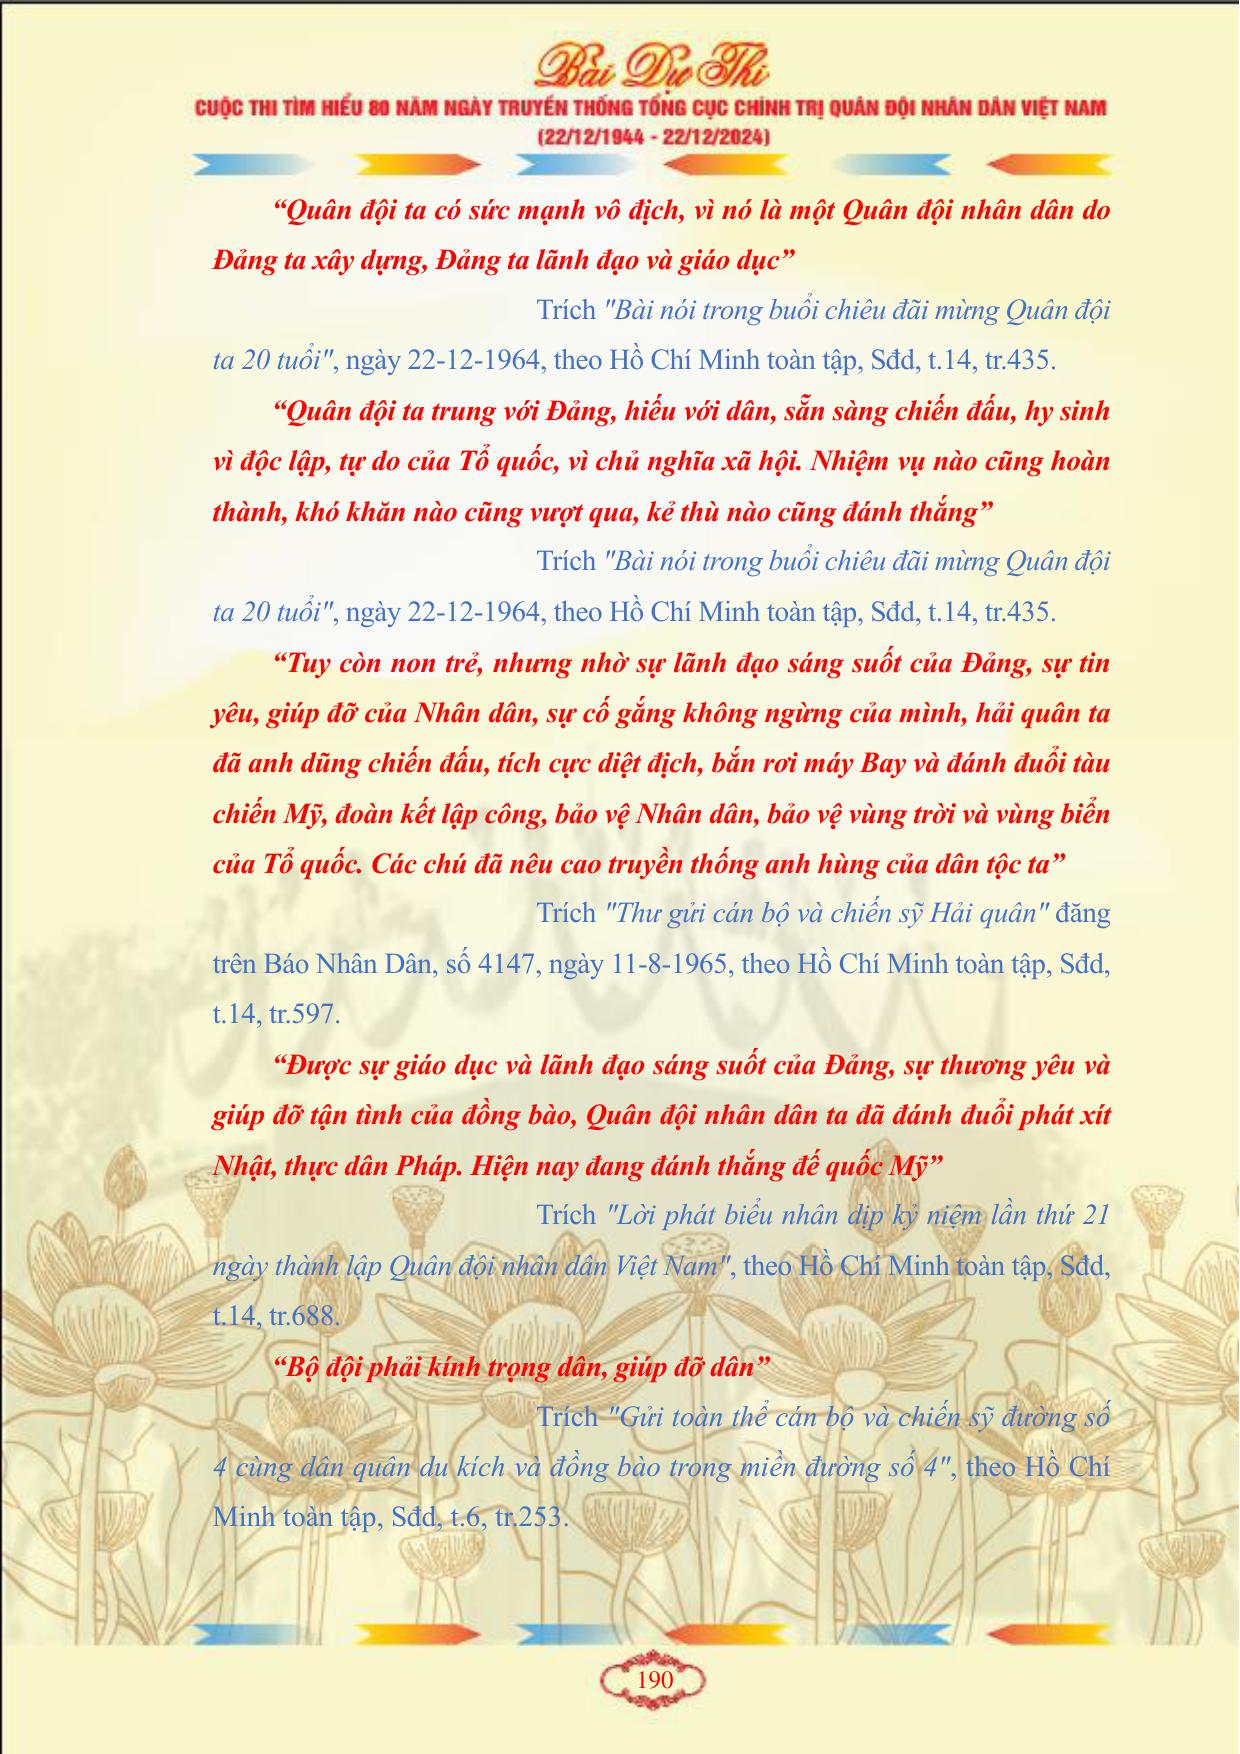 Bài Dự Thi
CUỘC THI TÌM HIỂU 80 NĂM NGÀY TRUYỀN THỐNG TỔNG CỤC CHÍNH TRỊ QUÂN ĐỘI NHÂN DÂN VIỆT NAM
(22/12/1944 - 22/12/2024)
“Quân đội ta có sức mạnh vô địch, vì nó là một Quân đội nhân dân do
Đảng ta xây dựng, Đảng ta lãnh đạo và giáo dục”
Trích "Bài nói trong buổi chiêu đãi mừng Quân đội
ta 20 tuổi", ngày 22-12-1964, theo Hồ Chí Minh toàn tập, Sđd, t.14, tr.435.
“Quân đội ta trung với Đảng, hiếu với dân, sẵn sàng chiến đấu, hy sinh
vì độc lập, tự do của Tổ quốc, vì chủ nghĩa xã hội. Nhiệm vụ nào cũng hoàn
thành, khó khăn nào cũng vượt qua, kẻ thù nào cũng đánh thắng”
Trích "Bài nói trong buổi chiêu đãi mừng Quân đội
ta 20 tuổi", ngày 22-12-1964, theo Hồ Chí Minh toàn tập, Sđd, t.14, tr.435.
“Tuy còn non trẻ, nhưng nhờ sự lãnh đạo sáng suốt của Đảng, sự tin
yêu, giúp đỡ của Nhân dân, sự cố gắng không ngừng của mình, hải quân ta
đã anh dũng chiến đấu, tích cực diệt địch, bắn rơi máy Bay và đánh đuổi tàu
chiến Mỹ, đoàn kết lập công, bảo vệ Nhân dân, bảo vệ vùng trời và vùng biển
của Tổ quốc. Các chú đã nêu cao truyền thống anh hùng của dân tộc ta”
Trích "Thư gửi cán bộ và chiến sỹ Hải quân" đăng
trên Báo Nhân Dân, số 4147, ngày 11-8-1965, theo Hồ Chí Minh toàn tập, Sđd,
t.14, tr.597.
“Được sự giáo dục và lãnh đạo sáng suốt của Đảng, sự thương yêu và
giúp đỡ tận tình của đồng bào, Quân đội nhân dân ta đã đánh đuổi phát xít
Nhật, thực dân Pháp. Hiện nay đang đánh thắng đế quốc Mỹ”
Trích "Lời phát biểu nhân dịp kỷ niệm lần thứ 21
ngày thành lập Quân đội nhân dân Việt Nam", theo Hồ Chí Minh toàn tập, Sđd,
t.14, tr.688.
“Bộ đội phải kính trọng dân, giúp đỡ dân”
Trích "Gửi toàn thể cán bộ và chiến sỹ đường số
4 cùng dân quân du kích và đồng bào trong miền đường số 4", theo Hồ Chí
Minh toàn tập, Sđd, t.6, tr.253.
190